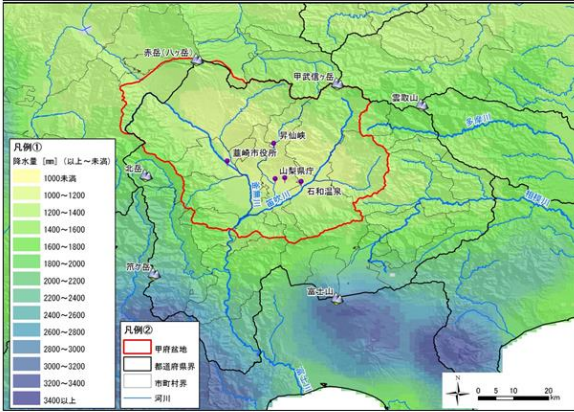 赤岳(八ヶ岳)
甲武信ヶ岳
雲取山
多摩川
昇仙峡
韮崎市役所
山梨県庁
石和温泉
釜無川
笛吹川
相模川
北岳
笊ヶ岳
富士山
富士川
凡例①
降水量 [mm] (以上~未満)
1000未満
1000~1200
1200~1400
1400~1600
1600~1800
1800~2000
2000~2200
2200~2400
2400~2600
2600~2800
2800~3000
3000~3200
3200~3400
3400以上
凡例②
甲府盆地
都道府県界
市町村界
河川
N
0 5 10 20
km